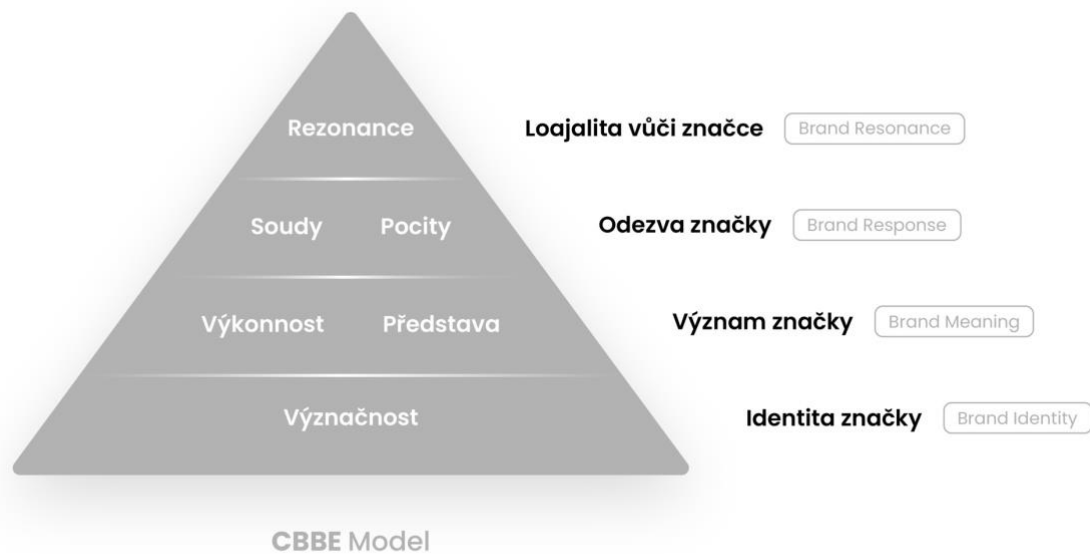 Rezonance Loajalita vůči značce Brand Resonance
Soudy Pocity Odezva značky Brand Response
Výkonnost Představa Význam značky Brand Meaning
Význačnost Identita značky Brand Identity
CBBE Model